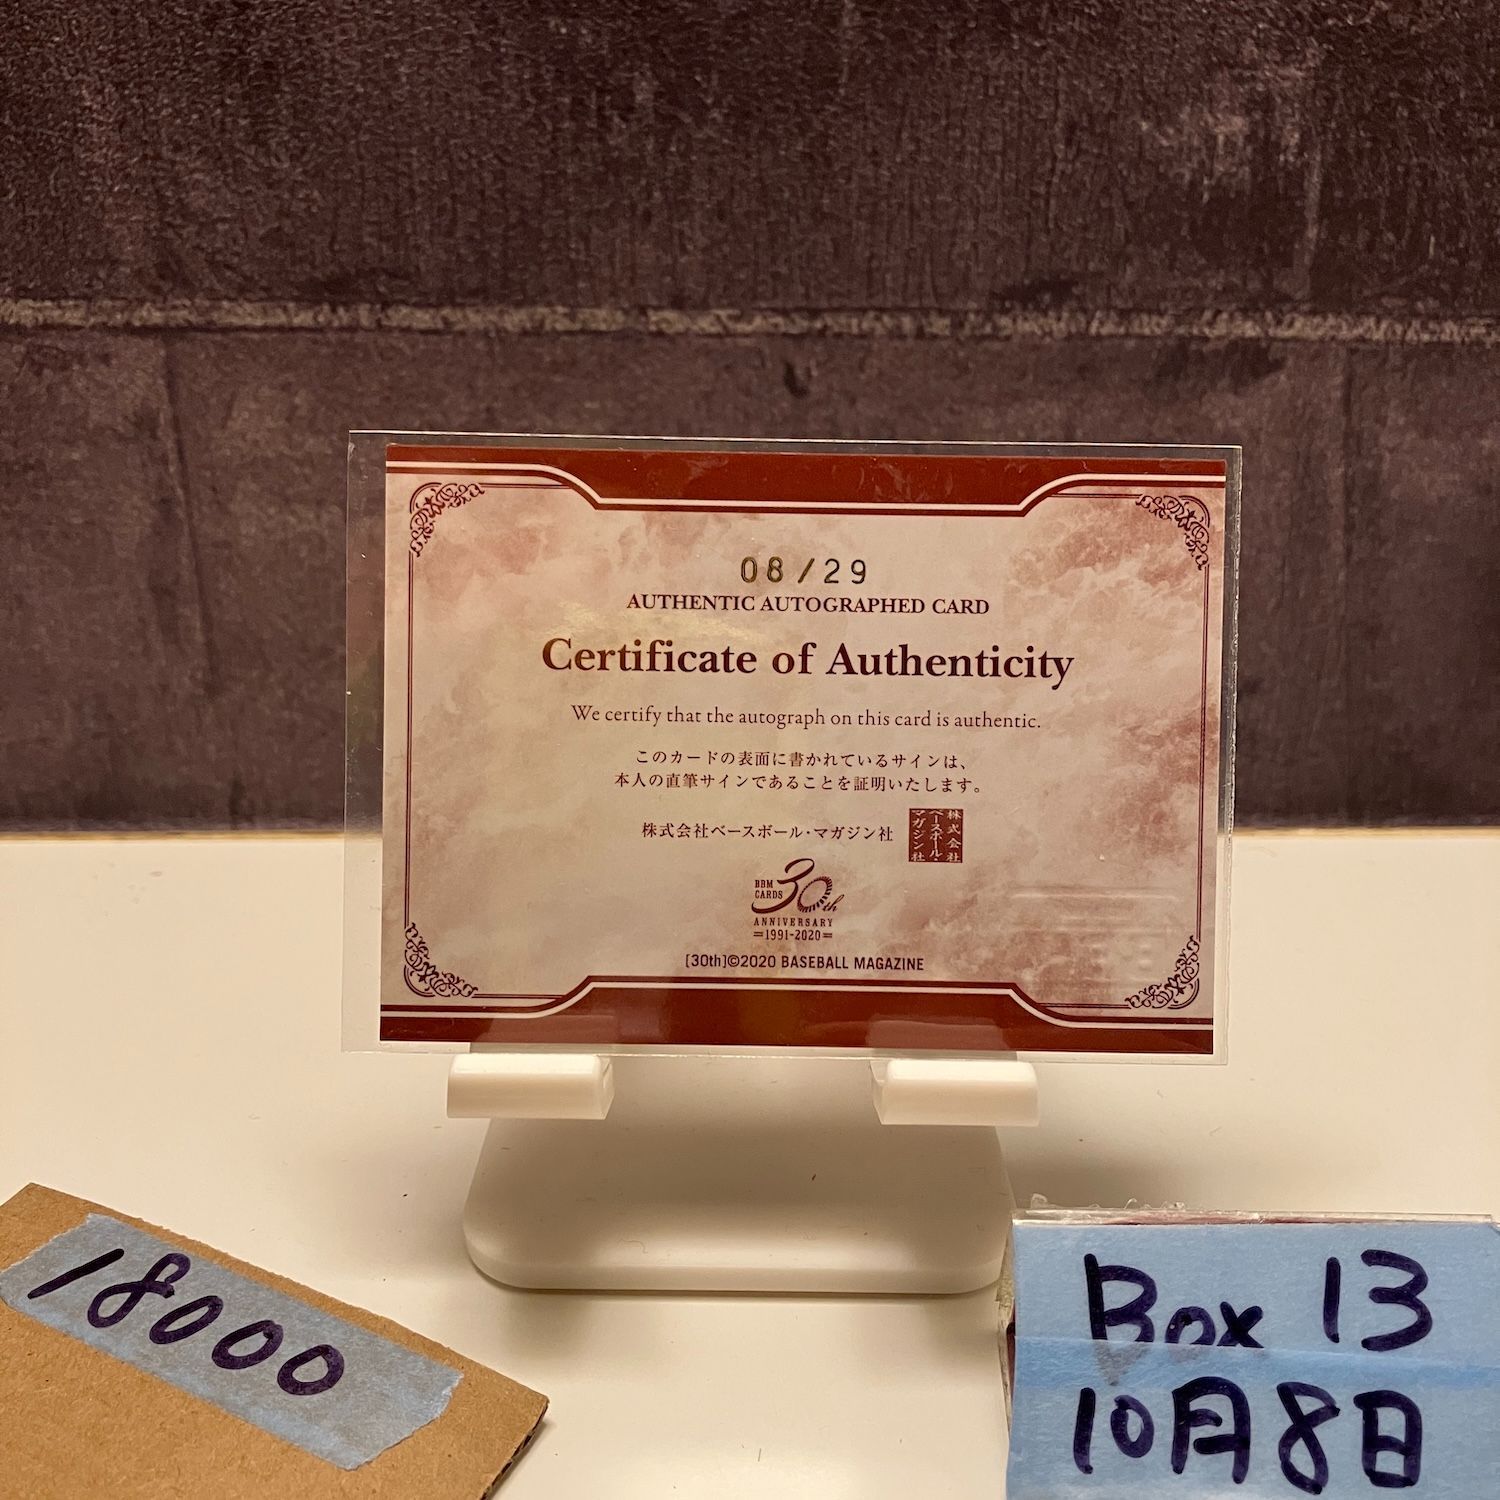 08/29
AUTHENTIC AUTOGRAPHED CARD
Certificate of Authenticity
We certify that the autograph on this card is authentic.
このカードの表面に書かれているサインは、
本人の直筆サインであることを証明いたします。
株式会社ベースボール・マガジン社
株式会社
ベースボール・
マガジン社
BBM
CARDS
30th
ANNIVERSARY
=1991-2020=
[30th]©2020 BASEBALL MAGAZINE
18000
Box 13
10月8日